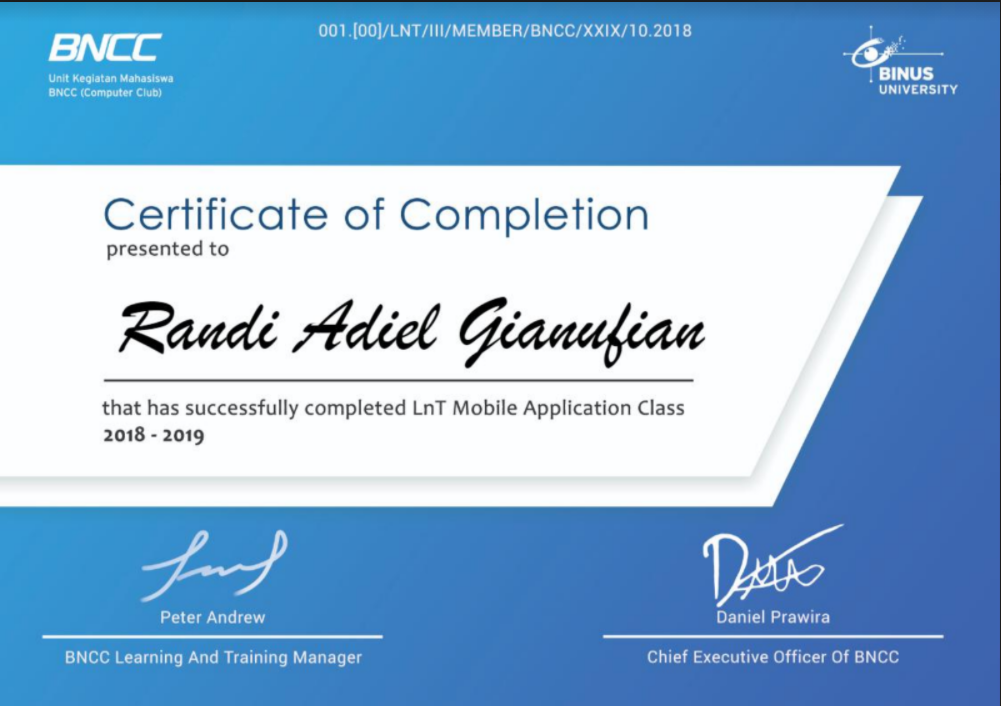 BNCC
Unit Kegiatan Mahasiswa
BNCC (Computer Club)
001.[00]/LNT/III/MEMBER/BNCC/XXIX/10.2018
BINUS
UNIVERSITY
Certificate of Completion
presented to
Randi Adiel Gianufian
that has successfully completed LnT Mobile Application Class
2018 - 2019
Peter Andrew
BNCC Learning And Training Manager
Daniel Prawira
Chief Executive Officer Of BNCC